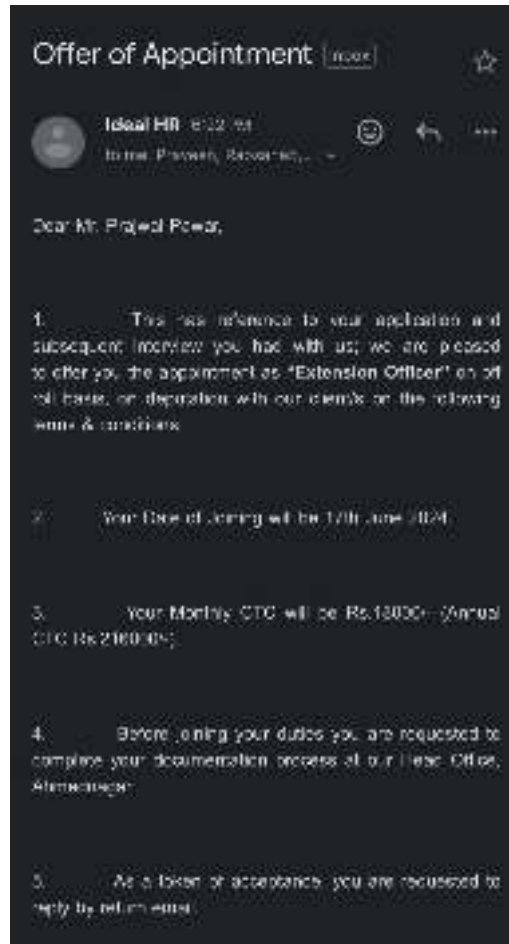 Offer of Appointment Inbox
Ideal HR
to me, Praveen,
Dear Mr. Prajwal Pawar,
1. This has reference to your application and
subsequent interview you had with us; we are pleased
to offer you the appointment as "Extension Officer" on off
roll basis, on deputation with our client/s on the following
terms & conditions
2. Your Date of Joining will be 17th June 2024
3. Your Monthly CTC will be Rs.18000/- (Annual
CTC Rs.216000/-)
4. Before joining your duties you are requested to
complete your documentation process at our Head Office,
Ahmednagar
5. As a token of acceptance, you are requested to
reply by return email.